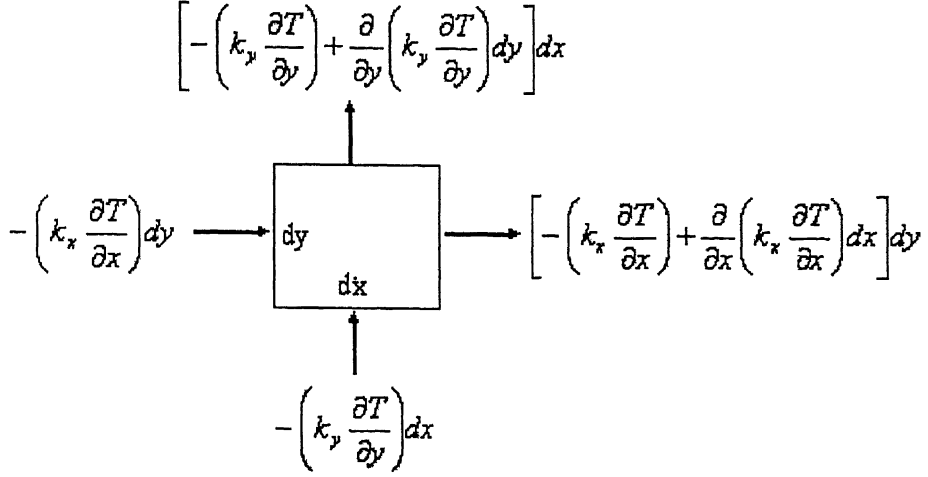 [-(k_y ∂T/∂y) + ∂/∂y (k_y ∂T/∂y) dy] dx
-(k_x ∂T/∂x) dy
dy
[-(k_x ∂T/∂x) + ∂/∂x (k_x ∂T/∂x) dx] dy
dx
-(k_y ∂T/∂y) dx